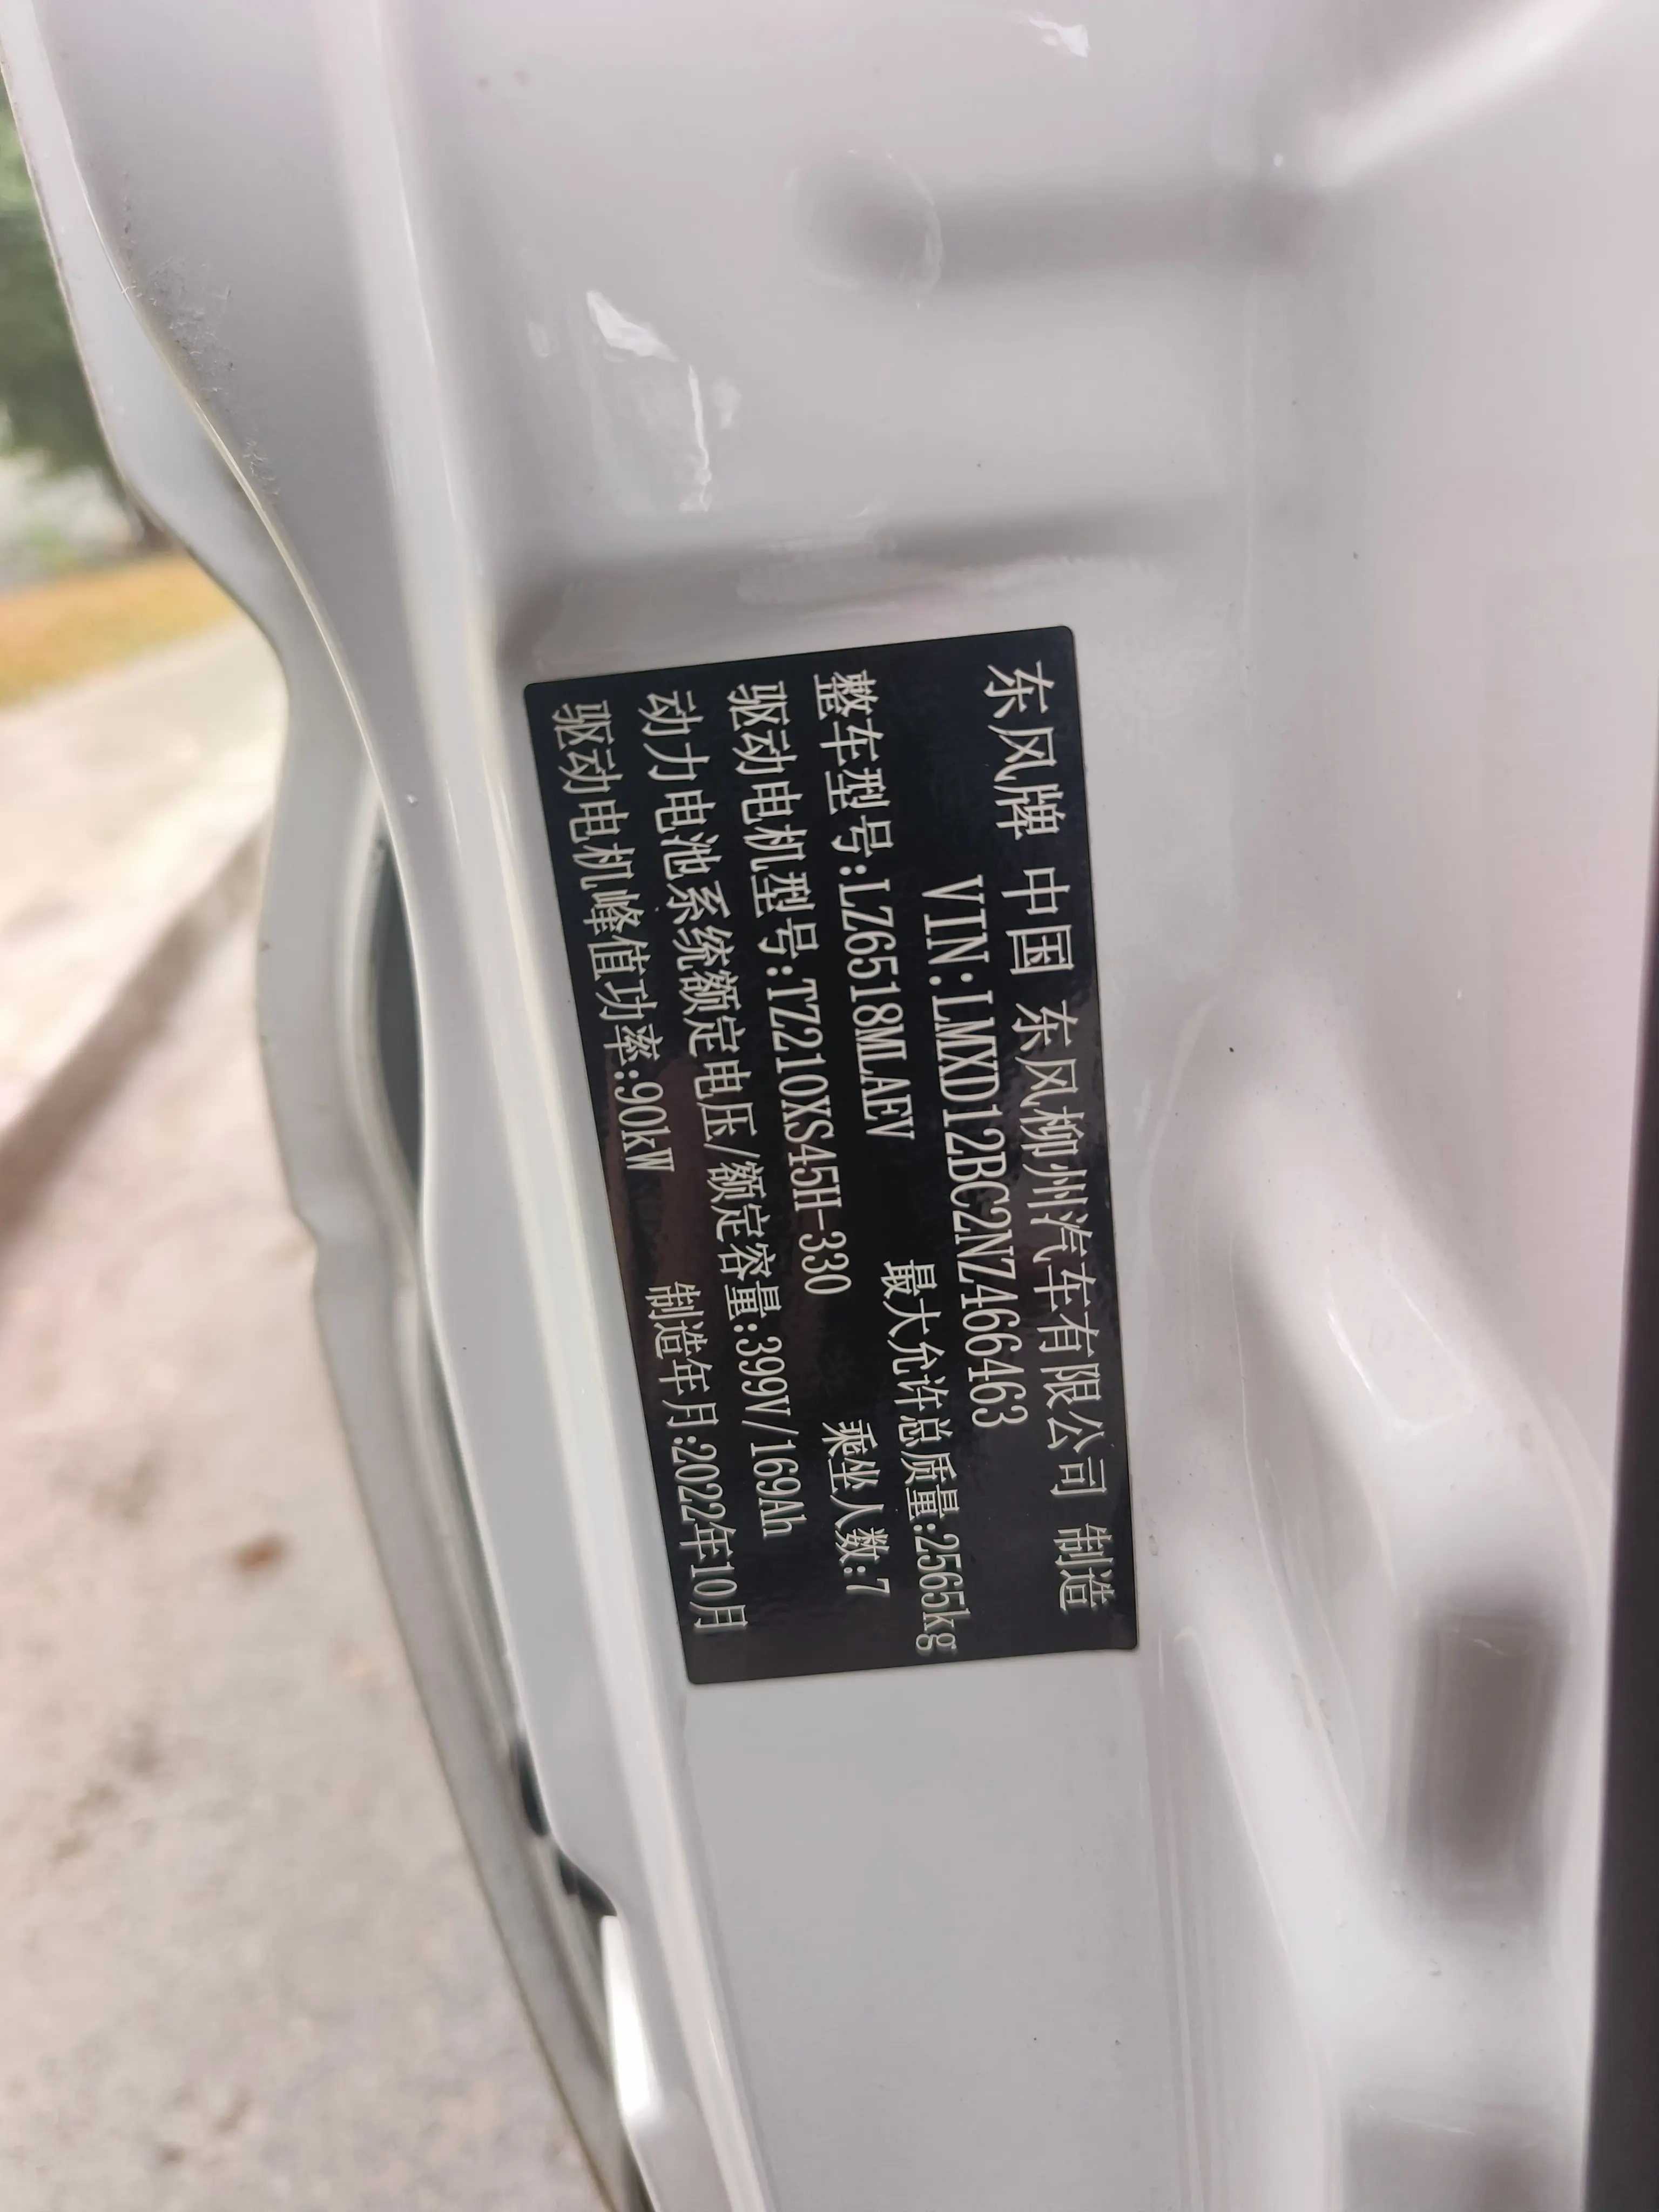 东风牌 中国 东风柳州汽车有限公司 制造
VIN:LMXD12BC2NZ466463
整车型号:LZ6518MLAEV 最大允许总质量:2565kg
驱动电机型号:TZ210XS45H-330 乘坐人数:7
动力电池系统额定电压/额定容量:399V/169Ah
驱动电机峰值功率:90kW 制造年月:2022年10月